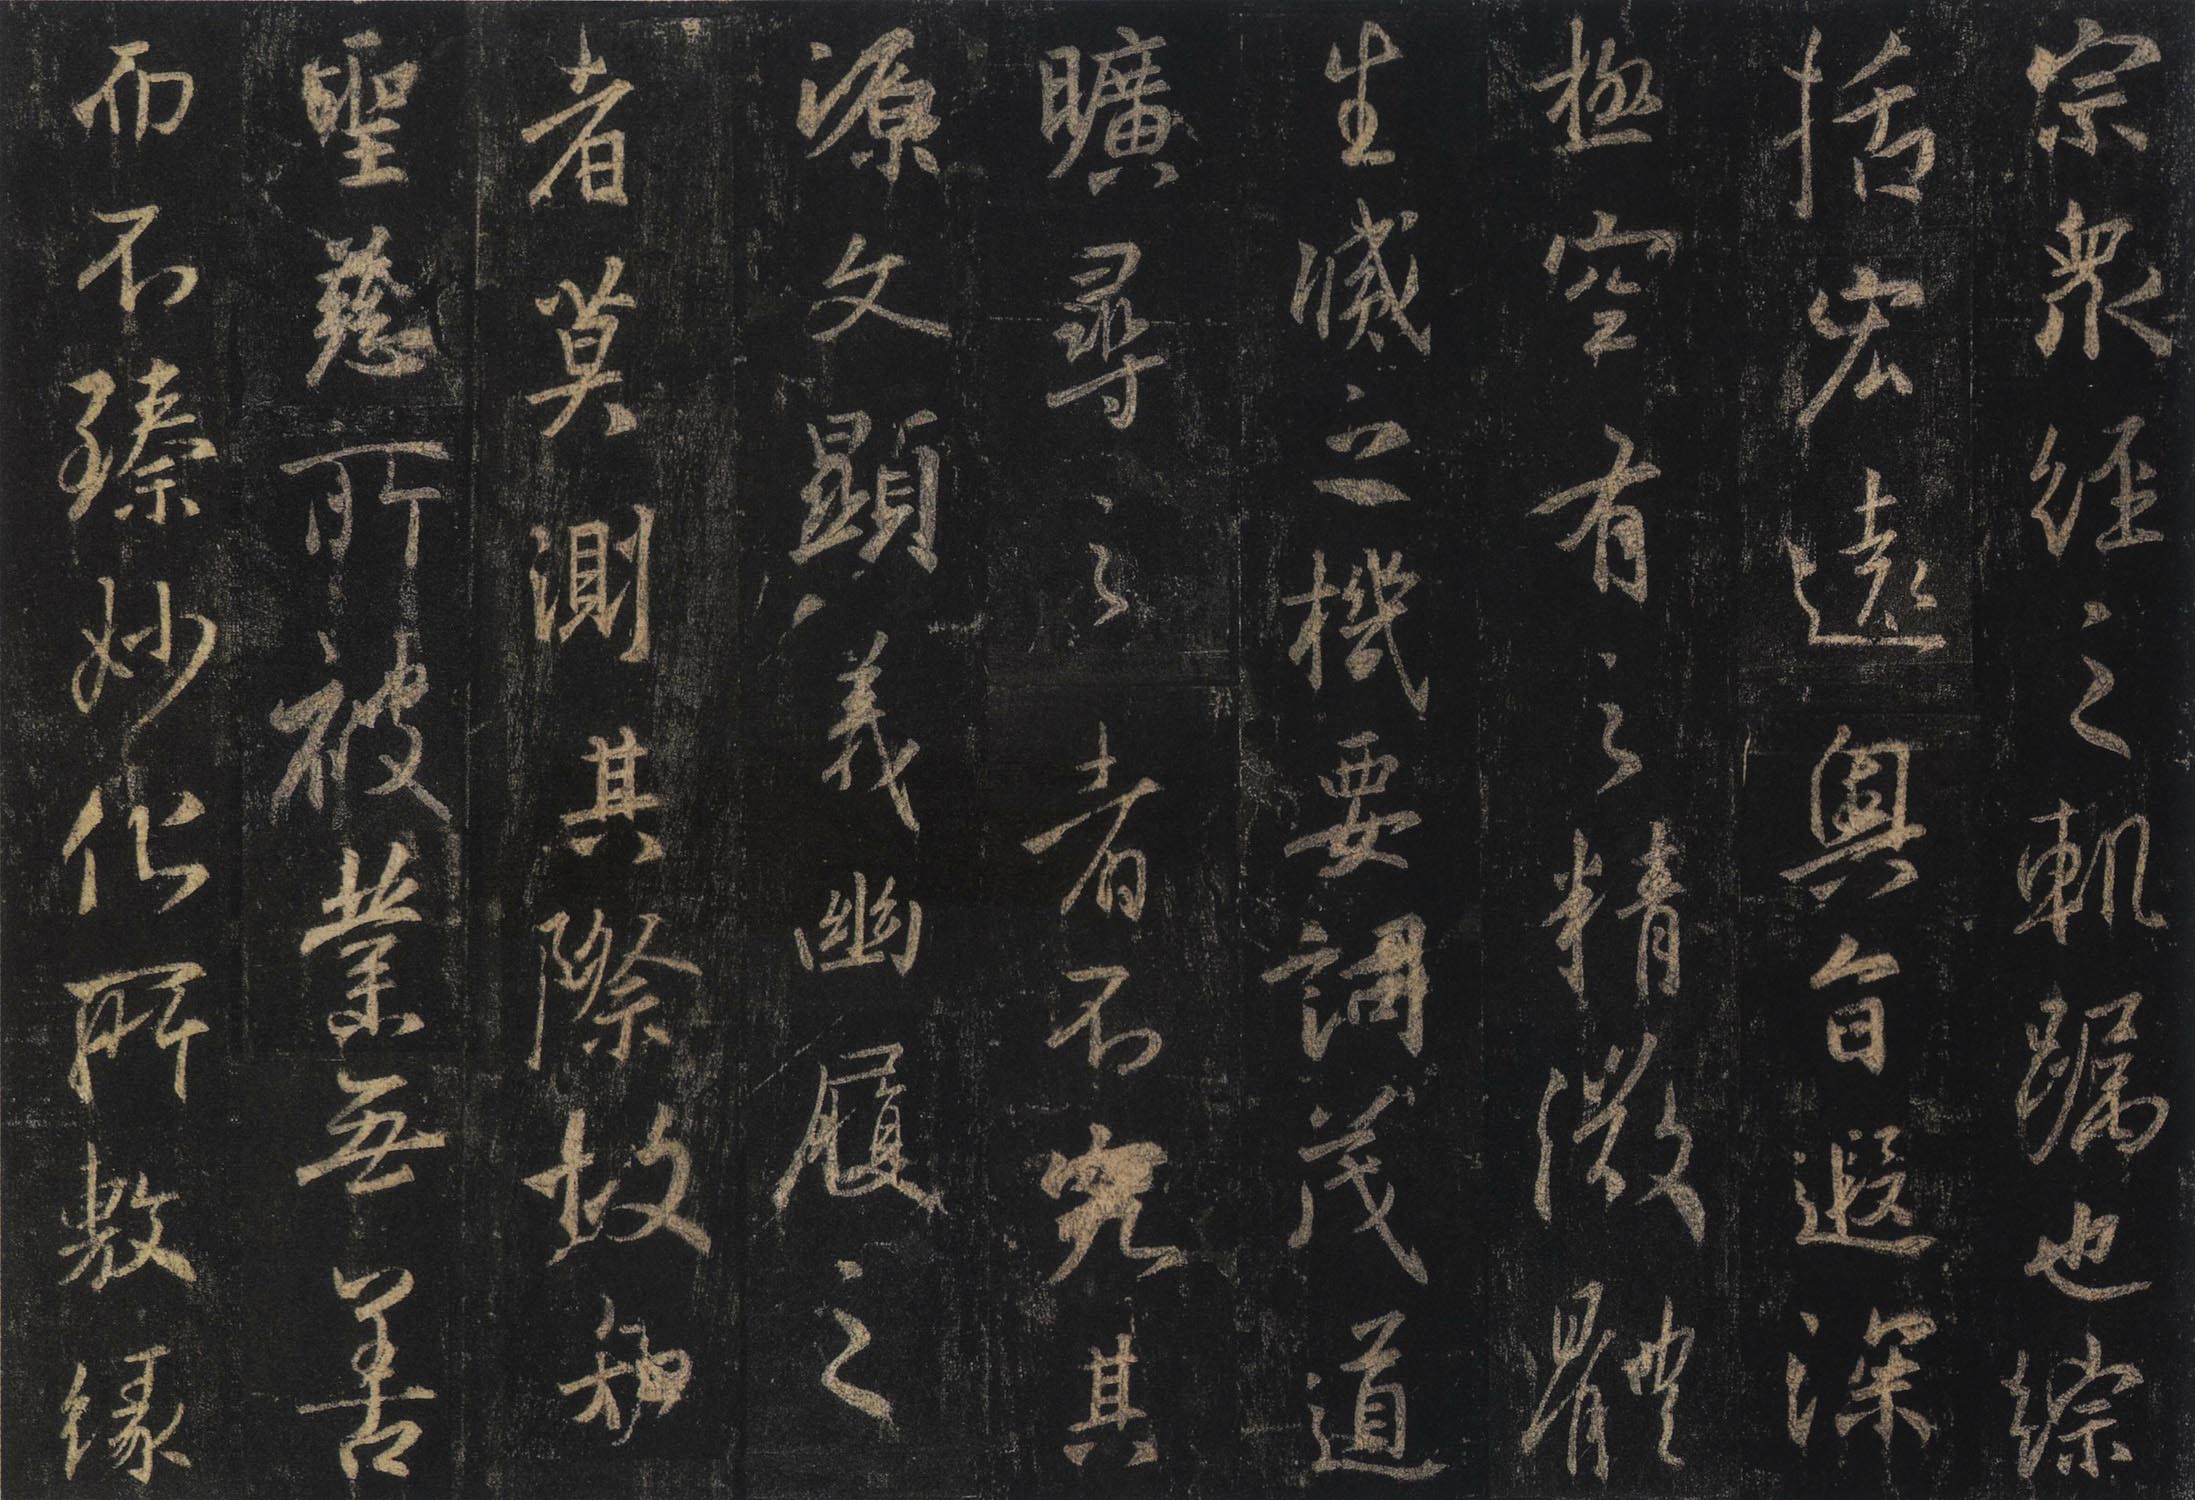 宗衆經之軌躅也綜
括宏遠奧旨遐深
極空有之精微體
生滅之機要詞茂道
曠尋之者不究其
源文顯義幽履之
者莫測其際故知
聖慈所被業無善
而不臻妙化所敷緣